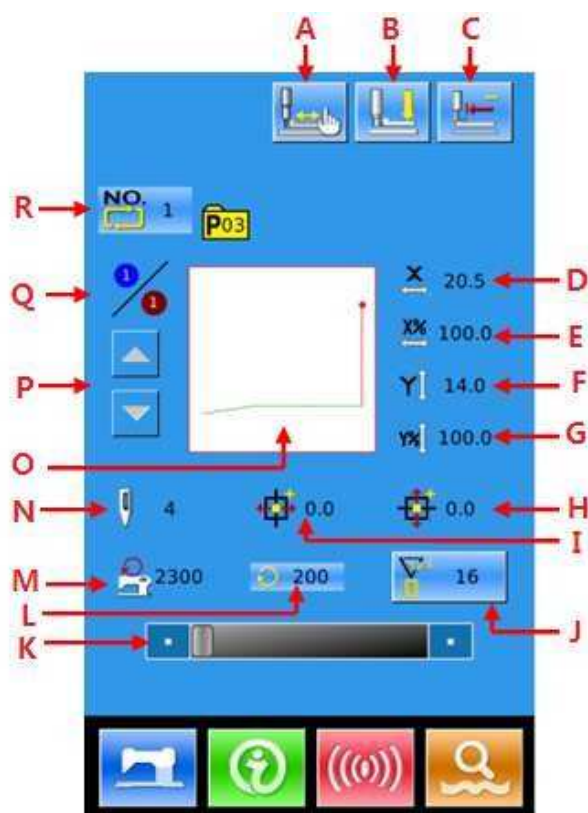 A B C
R NO. 1 P03
Q 1 / 1
X 20.5 D
X% 100.0 E
P
Y 14.0 F
Y% 100.0 G
O
N 4 0.0 0.0 H
I
M 2300 200 16
L J
K